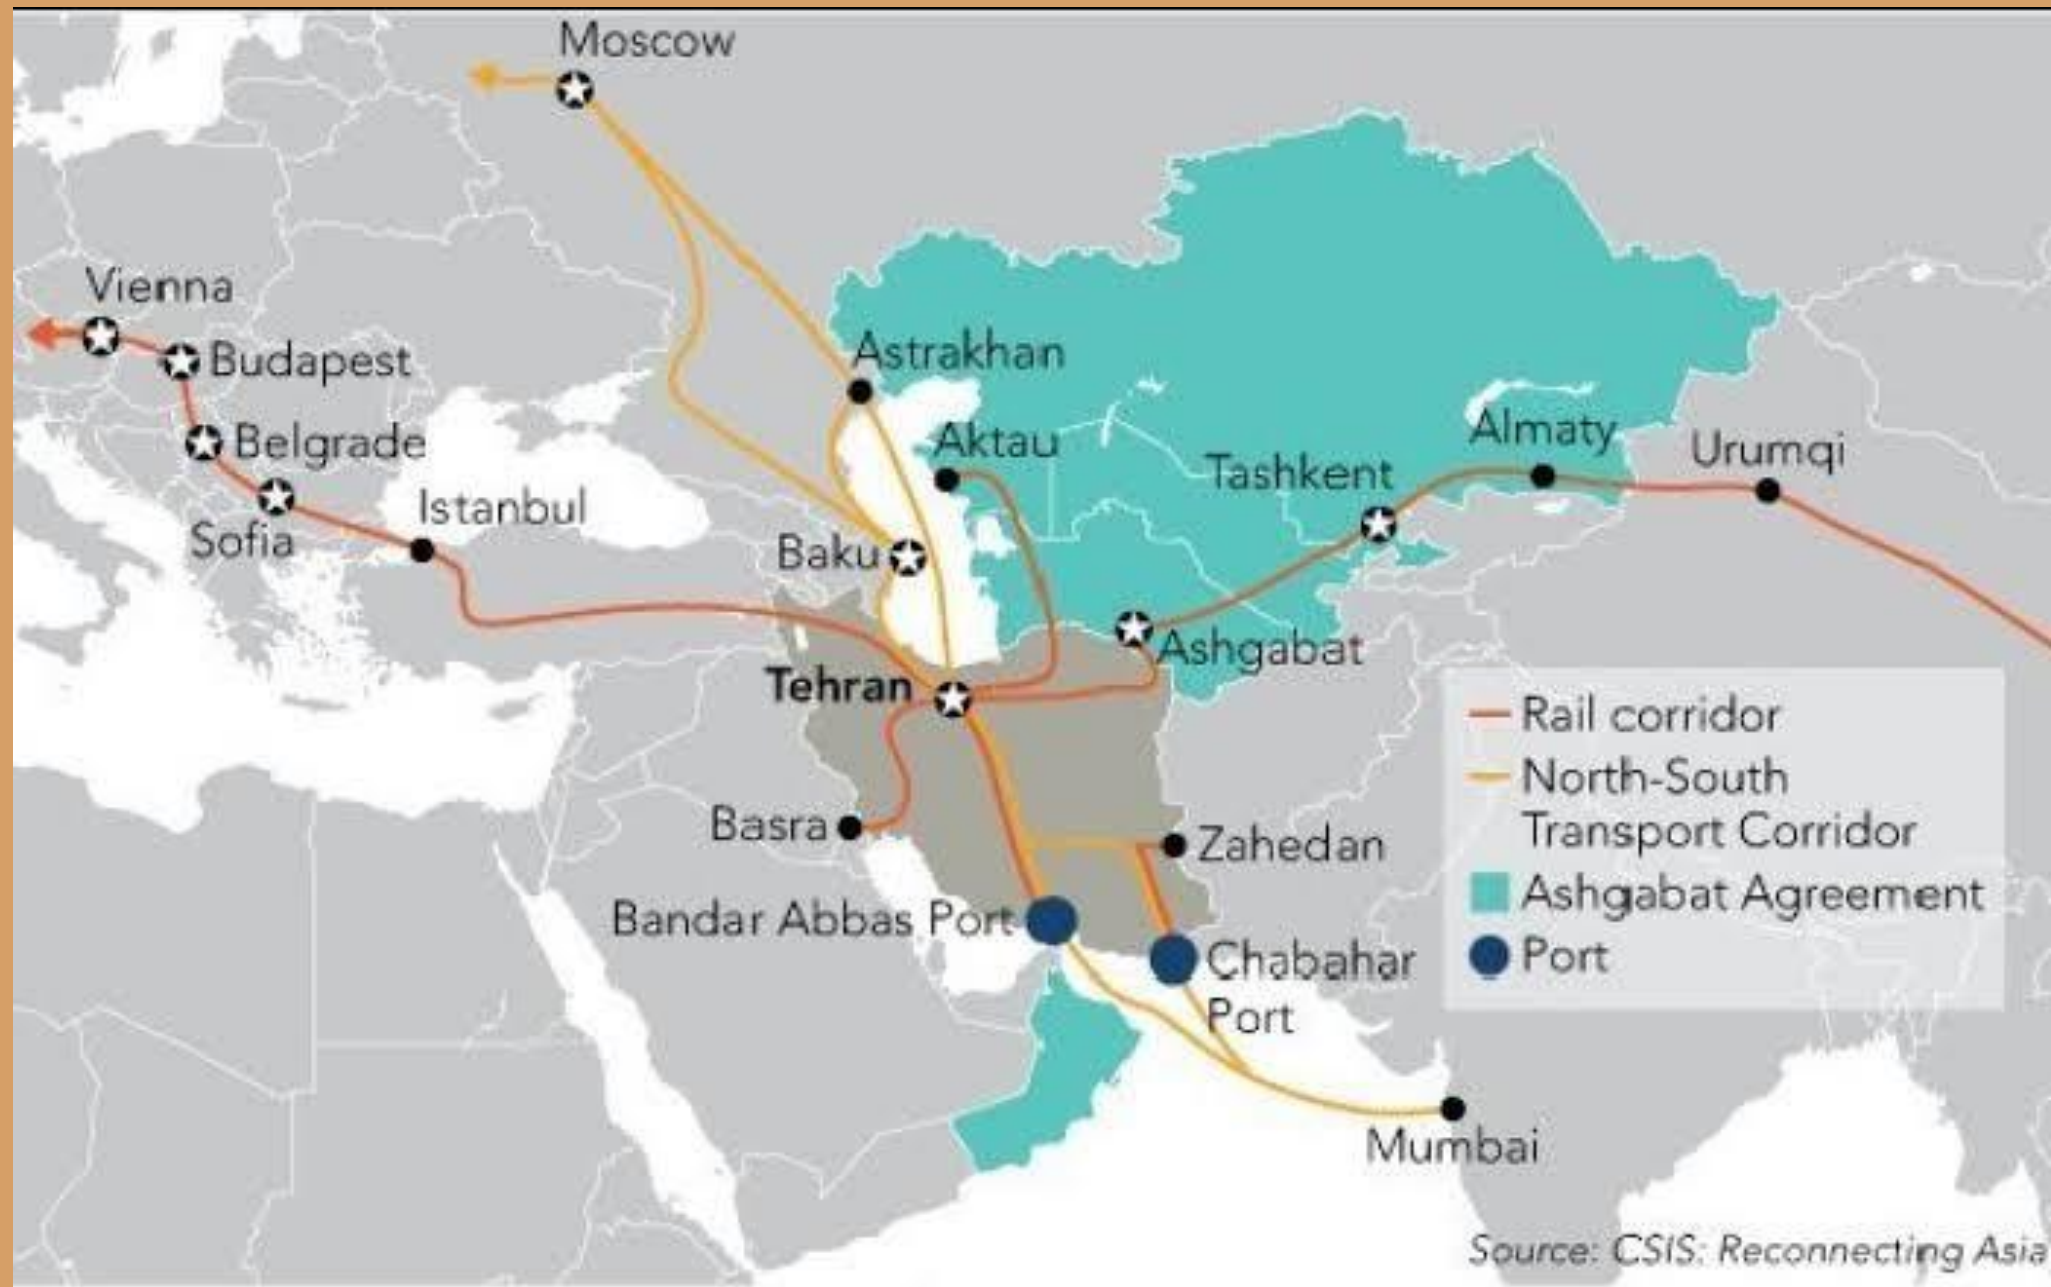 Moscow
Vienna
Budapest
Belgrade
Sofia
Istanbul
Astrakhan
Aktau
Baku
Tashkent
Almaty
Urumqi
Ashgabat
Tehran
Basra
Zahedan
Bandar Abbas Port
Chabahar
Port
Mumbai
Rail corridor
North-South
Transport Corridor
Ashgabat Agreement
Port
Source: CSIS: Reconnecting Asia